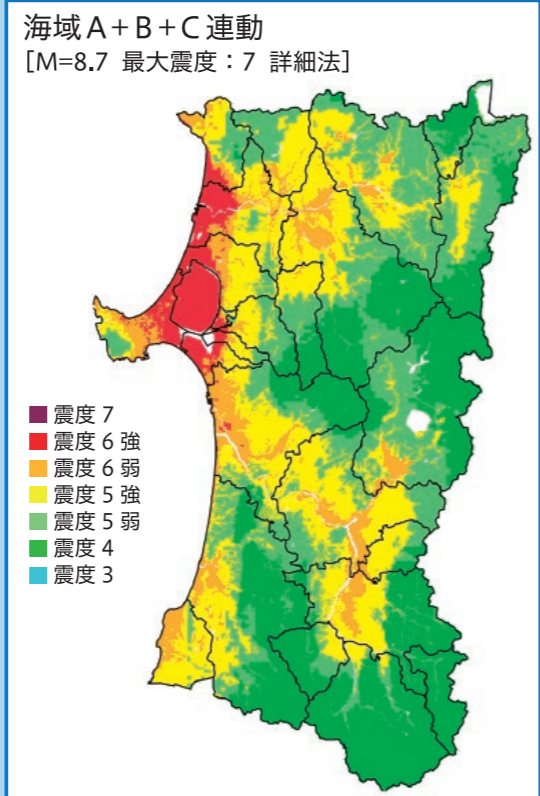 海域A+B+C連動
[M=8.7 最大震度：7 詳細法]
震度 7
震度 6 強
震度 6 弱
震度 5 強
震度 5 弱
震度 4
震度 3